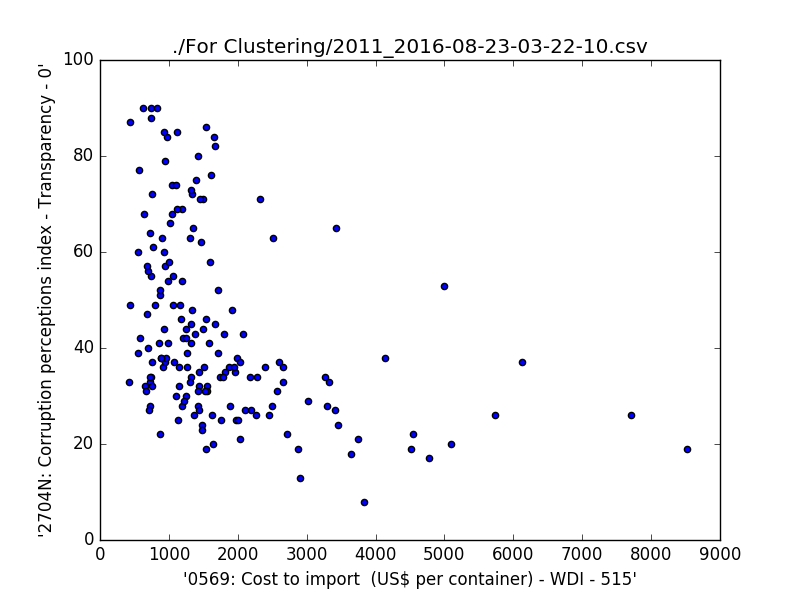 ./For Clustering/2011_2016-08-23-03-22-10.csv
100
80
60
40
20
0
'2704N: Corruption perceptions index - Transparency - 0'
0 1000 2000 3000 4000 5000 6000 7000 8000 9000
'0569: Cost to import  (US$ per container) - WDI - 515'